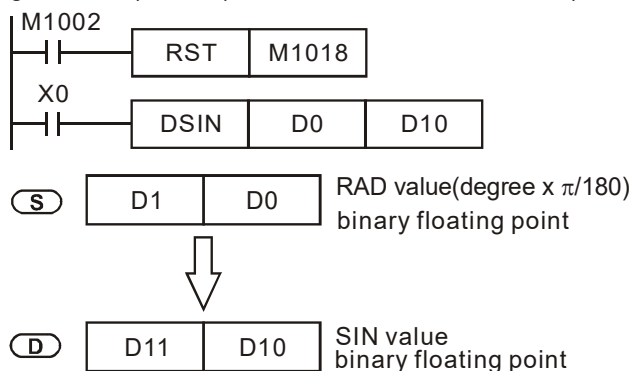 M1002
RST M1018
X0
DSIN D0 D10
S D1 D0 RAD value(degree x π/180)
binary floating point
D D11 D10 SIN value
binary floating point